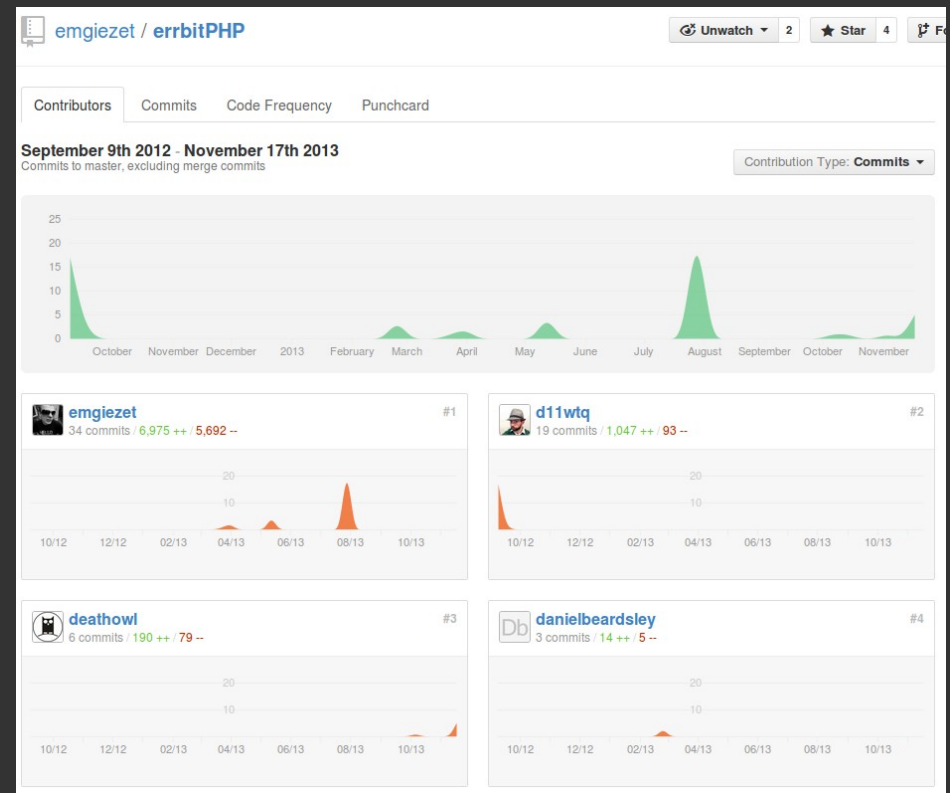 emgiezet / errbitPHP
Unwatch 2 Star 4 Fo
Contributors Commits Code Frequency Punchcard
September 9th 2012 - November 17th 2013
Commits to master, excluding merge commits
Contribution Type: Commits
25
20
15
10
5
0
October November December 2013 February March April May June July August September October November
emgiezet #1
34 commits / 6,975 ++ / 5,692 --
20
10
10/12 12/12 02/13 04/13 06/13 08/13 10/13
d11wtq #2
19 commits / 1,047 ++ / 93 --
20
10
10/12 12/12 02/13 04/13 06/13 08/13 10/13
deathowl #3
6 commits / 190 ++ / 79 --
20
10
10/12 12/12 02/13 04/13 06/13 08/13 10/13
Db
danielbeardsley #4
3 commits / 14 ++ / 5 --
20
10
10/12 12/12 02/13 04/13 06/13 08/13 10/13